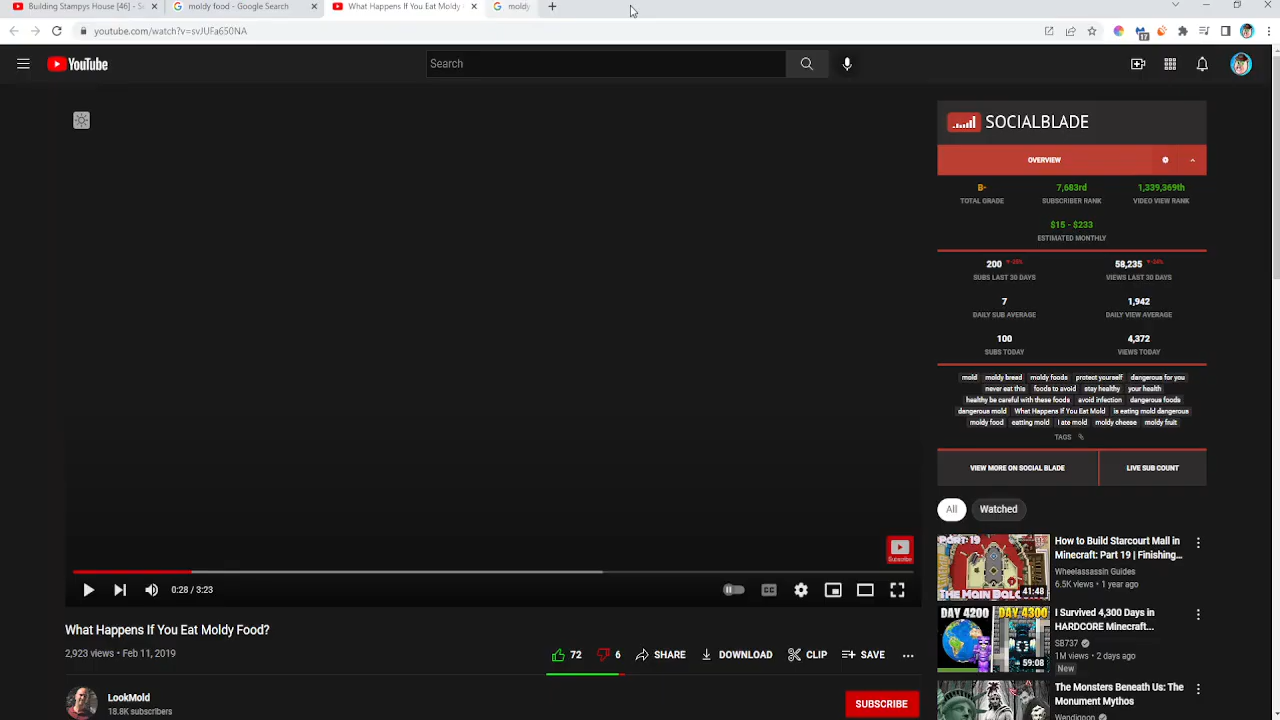 Building Stampys House [46] - S
moldy food - Google Search
What Happens If You Eat Moldy
moldy
youtube.com/watch?v=svJUFa650NA
17
YouTube
Search
SOCIALBLADE
OVERVIEW
B- 7,683rd 1,339,369th
TOTAL GRADE SUBSCRIBER RANK VIDEO VIEW RANK
$15 - $233
ESTIMATED MONTHLY
200 58,235
SUBS LAST 30 DAYS VIEWS LAST 30 DAYS
7 1,942
DAILY SUB AVERAGE DAILY VIEW AVERAGE
100 4,372
SUBS TODAY VIEWS TODAY
mold moldy bread moldy foods protect yourself dangerous for you
never eat this foods to avoid stay healthy your health
healthy be careful with these foods avoid infection dangerous foods
dangerous mold What Happens If You Eat Mold is eating mold dangerous
moldy food eatting mold I ate mold moldy cheese moldy fruit
TAGS
VIEW MORE ON SOCIAL BLADE LIVE SUB COUNT
All Watched
Subscribe
0:28 / 3:23
CC
What Happens If You Eat Moldy Food?
2,923 views • Feb 11, 2019
72 6 SHARE DOWNLOAD CLIP SAVE
LookMold
18.8K subscribers
SUBSCRIBE
PART 19
THE MAIN
41:48
How to Build Starcourt Mall in
Minecraft: Part 19 | Finishing...
Wheelassassin Guides
6.5K views • 1 year ago
DAY 4200 DAY 4300
59:08
I Survived 4,300 Days in
HARDCORE Minecraft...
SB737
1M views • 2 days ago
New
The Monsters Beneath Us: The
Monument Mythos
Wendigoon